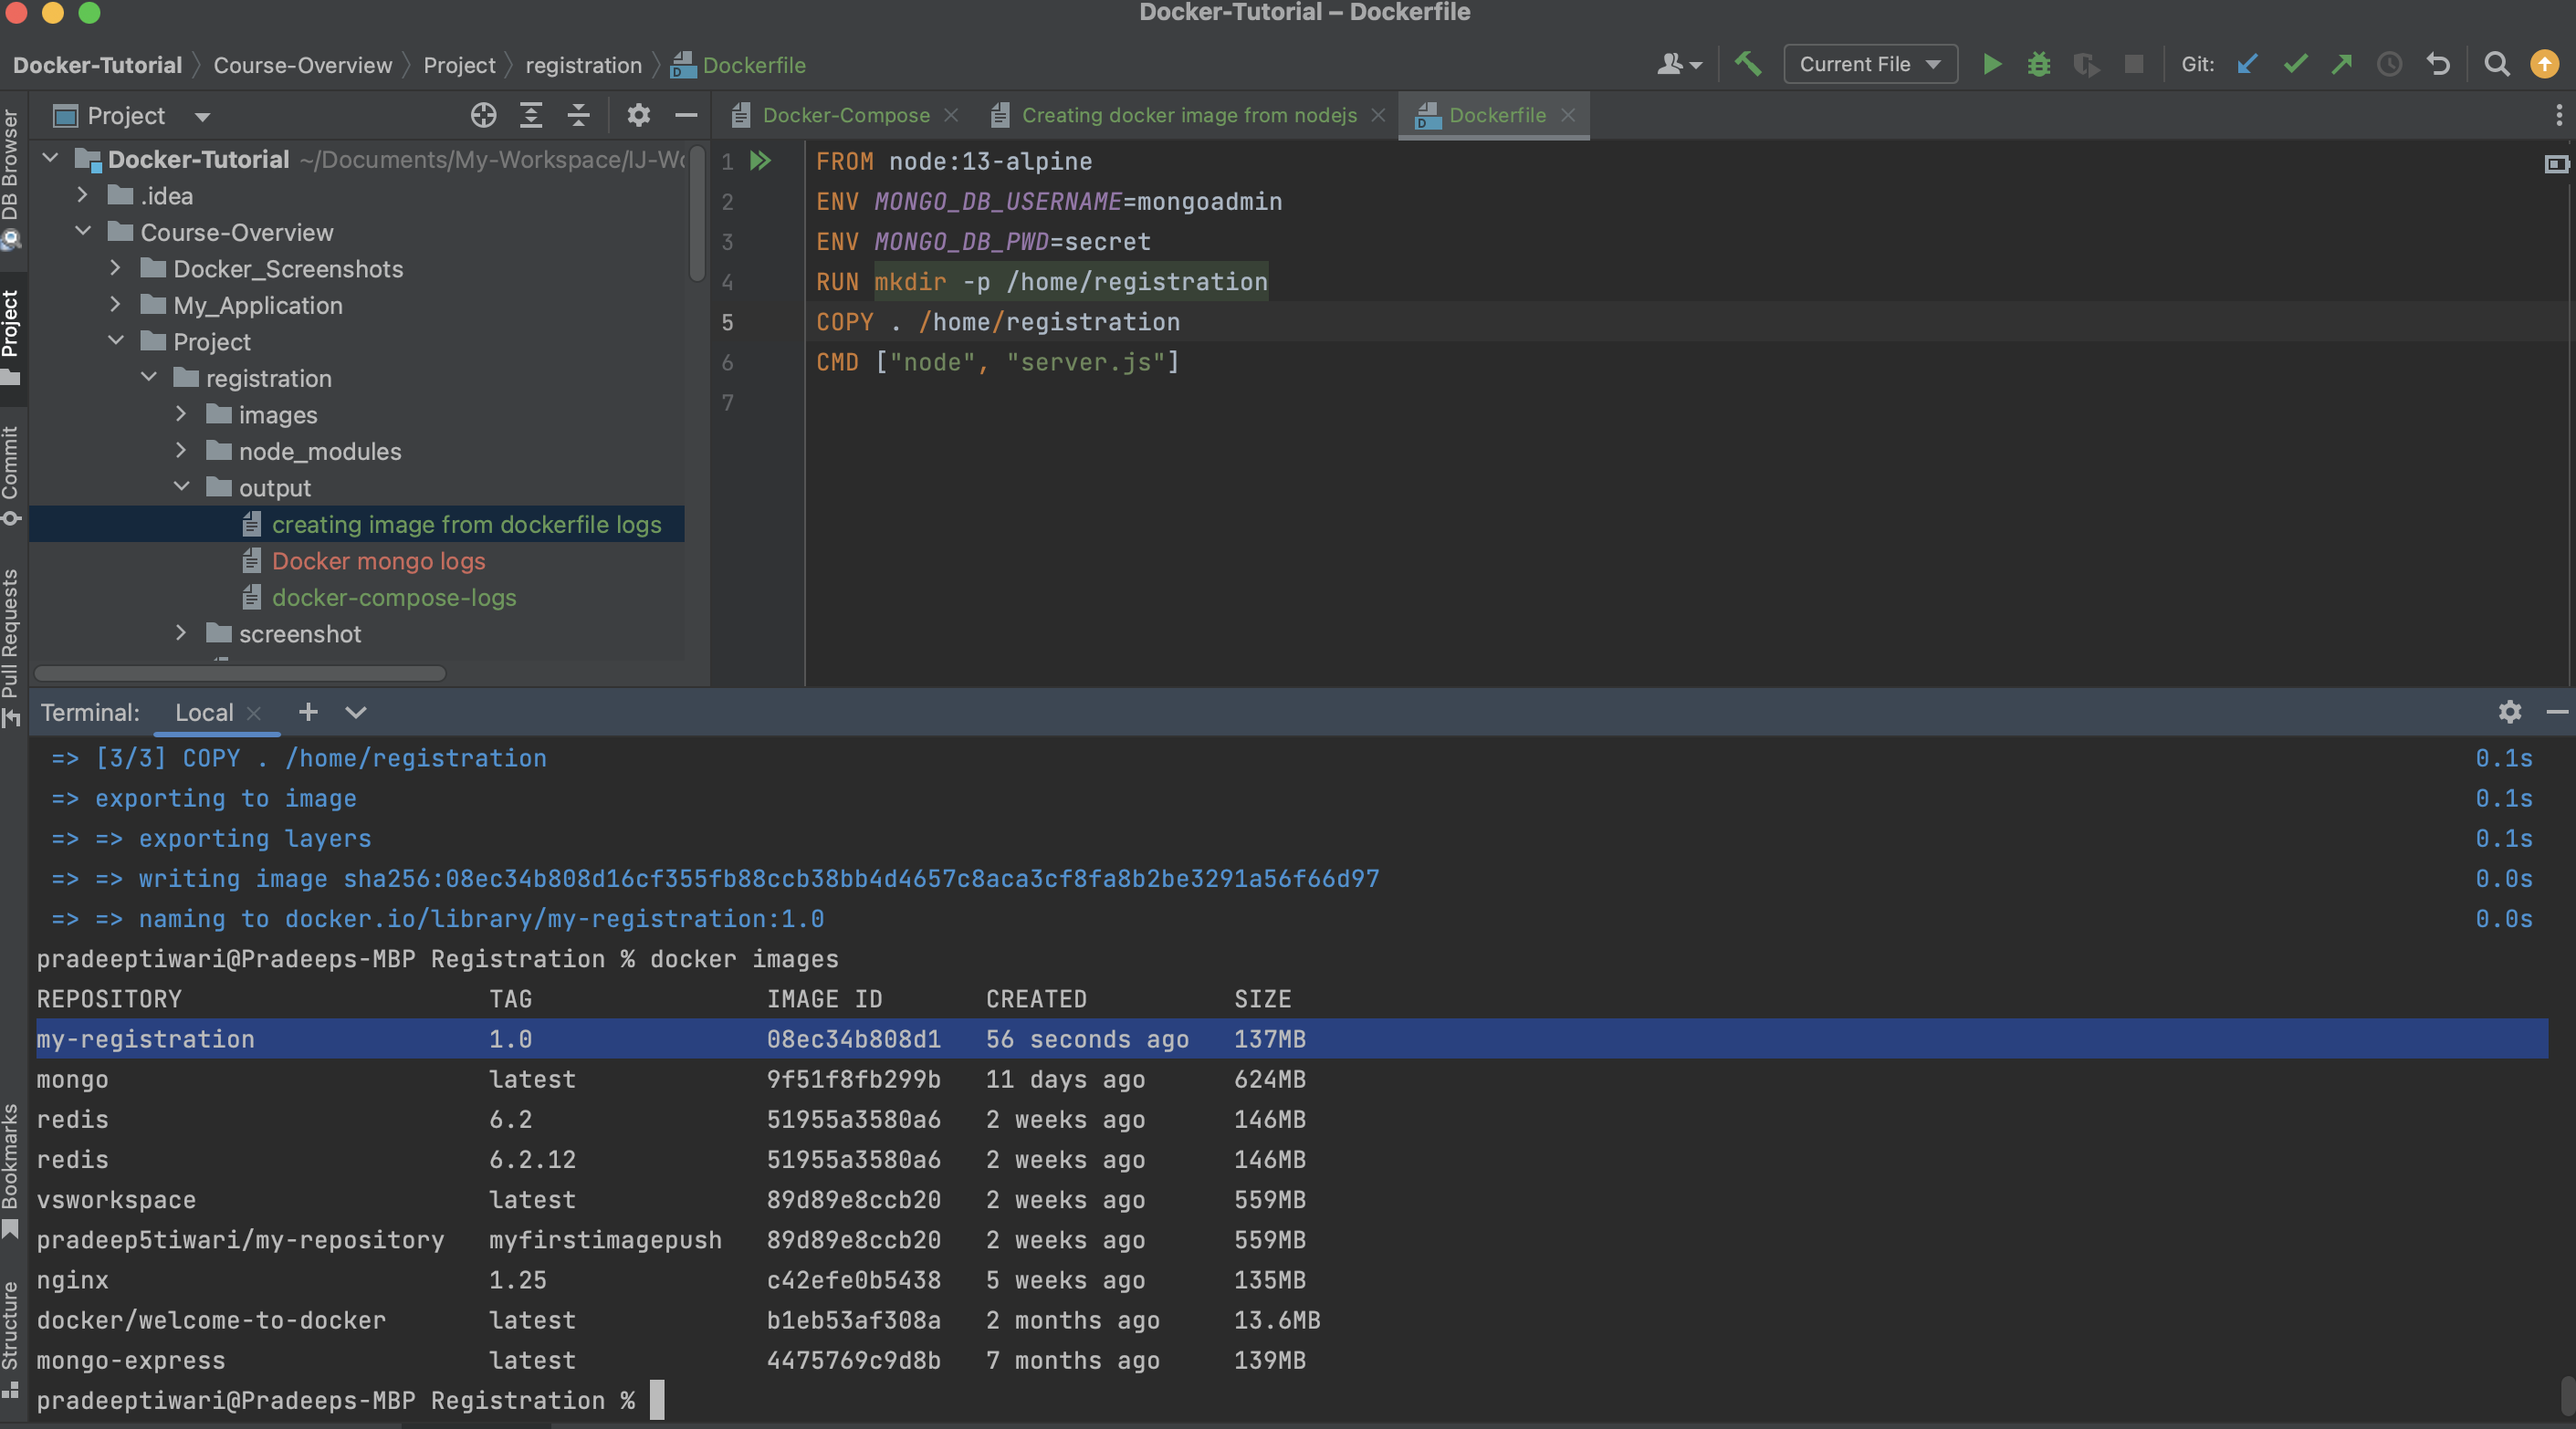 Docker-Tutorial – Dockerfile
Docker-Tutorial Course-Overview Project registration Dockerfile
Current File
Git:
Project
Docker-Compose Creating docker image from nodejs Dockerfile
DB Browser
Project
Commit
Pull Requests
Bookmarks
Structure
Docker-Tutorial ~/Documents/My-Workspace/IJ-Wo
.idea
Course-Overview
Docker_Screenshots
My_Application
Project
registration
images
node_modules
output
creating image from dockerfile logs
Docker mongo logs
docker-compose-logs
screenshot
1 FROM node:13-alpine
2 ENV MONGO_DB_USERNAME=mongoadmin
3 ENV MONGO_DB_PWD=secret
4 RUN mkdir -p /home/registration
5 COPY . /home/registration
6 CMD ["node", "server.js"]
7
Terminal: Local
=> [3/3] COPY . /home/registration 0.1s
=> exporting to image 0.1s
=> => exporting layers 0.1s
=> => writing image sha256:08ec34b808d16cf355fb88ccb38bb4d4657c8aca3cf8fa8b2be3291a56f66d97 0.0s
=> => naming to docker.io/library/my-registration:1.0 0.0s
pradeeptiwari@Pradeeps-MBP Registration % docker images
REPOSITORY TAG IMAGE ID CREATED SIZE
my-registration 1.0 08ec34b808d1 56 seconds ago 137MB
mongo latest 9f51f8fb299b 11 days ago 624MB
redis 6.2 51955a3580a6 2 weeks ago 146MB
redis 6.2.12 51955a3580a6 2 weeks ago 146MB
vsworkspace latest 89d89e8ccb20 2 weeks ago 559MB
pradeep5tiwari/my-repository myfirstimagepush 89d89e8ccb20 2 weeks ago 559MB
nginx 1.25 c42efe0b5438 5 weeks ago 135MB
docker/welcome-to-docker latest b1eb53af308a 2 months ago 13.6MB
mongo-express latest 4475769c9d8b 7 months ago 139MB
pradeeptiwari@Pradeeps-MBP Registration %